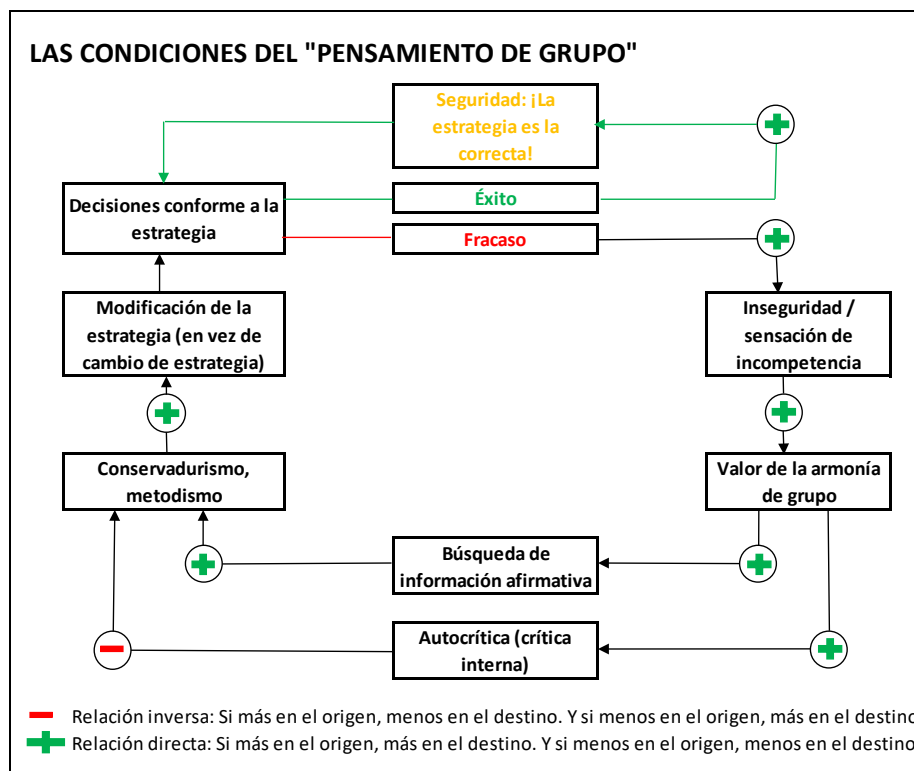 LAS CONDICIONES DEL "PENSAMIENTO DE GRUPO"
Seguridad: ¡La
estrategia es la
correcta!
Decisiones conforme a la
estrategia
Éxito
Fracaso
Modificación de la
estrategia (en vez de
cambio de estrategia)
Inseguridad /
sensación de
incompetencia
Conservadurismo,
metodismo
Valor de la armonía
de grupo
Búsqueda de
información afirmativa
Autocrítica (crítica
interna)
Relación inversa: Si más en el origen, menos en el destino. Y si menos en el origen, más en el destino
Relación directa: Si más en el origen, más en el destino. Y si menos en el origen, menos en el destino